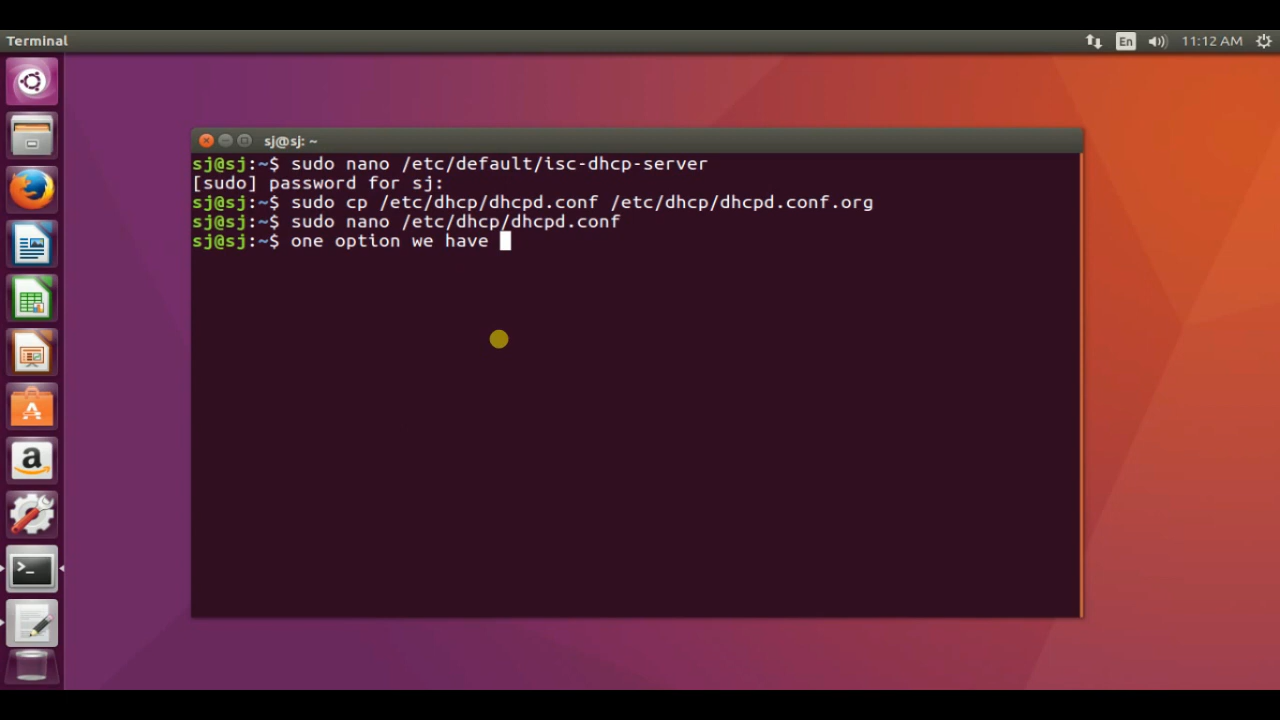 Terminal
En
11:12 AM
sj@sj: ~
sj@sj:~$ sudo nano /etc/default/isc-dhcp-server
[sudo] password for sj:
sj@sj:~$ sudo cp /etc/dhcp/dhcpd.conf /etc/dhcp/dhcpd.conf.org
sj@sj:~$ sudo nano /etc/dhcp/dhcpd.conf
sj@sj:~$ one option we have
a
>_